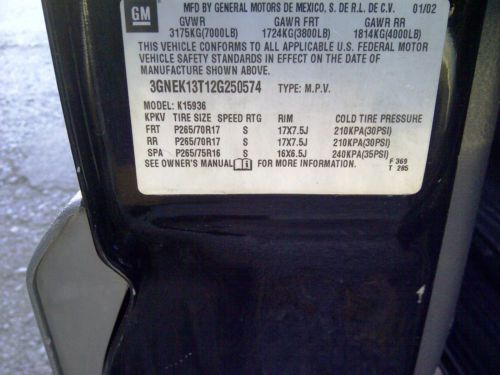 GM
MFD BY GENERAL MOTORS DE MEXICO, S. DE R.L. DE C.V. 01/02
GVWR GAWR FRT GAWR RR
3175KG(7000LB) 1724KG(3800LB) 1814KG(4000LB)
THIS VEHICLE CONFORMS TO ALL APPLICABLE U.S. FEDERAL MOTOR
VEHICLE SAFETY STANDARDS IN EFFECT ON THE DATE OF
MANUFACTURE SHOWN ABOVE.
3GNEK13T12G250574 TYPE: M.P.V.
MODEL: K15936
KPKV TIRE SIZE SPEED RTG RIM COLD TIRE PRESSURE
FRT P265/70R17 S 17X7.5J 210KPA(30PSI)
RR P265/70R17 S 17X7.5J 210KPA(30PSI)
SPA P265/75R16 S 16X6.5J 240KPA(35PSI)
SEE OWNER'S MANUAL i FOR MORE INFORMATION. F 369
T 285